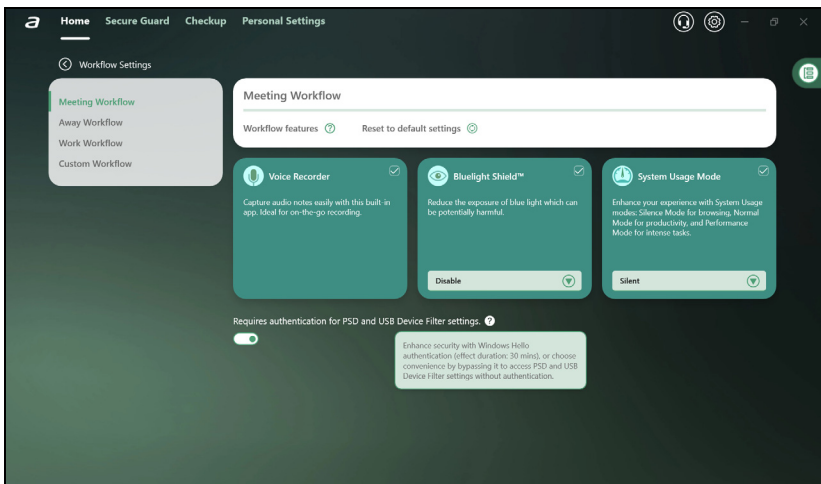 a
Home Secure Guard Checkup Personal Settings
Workflow Settings
Meeting Workflow
Away Workflow
Work Workflow
Custom Workflow
Meeting Workflow
Workflow features ? Reset to default settings
Voice Recorder
Capture audio notes easily with this built-in
app. Ideal for on-the-go recording.
Bluelight Shield™
Reduce the exposure of blue light which can
be potentially harmful.
Disable
System Usage Mode
Enhance your experience with System Usage
modes: Silence Mode for browsing, Normal
Mode for productivity, and Performance
Mode for intense tasks.
Silent
Requires authentication for PSD and USB Device Filter settings. ?
Enhance security with Windows Hello
authentication (effect duration: 30 mins), or choose
convenience by bypassing it to access PSD and USB
Device Filter settings without authentication.